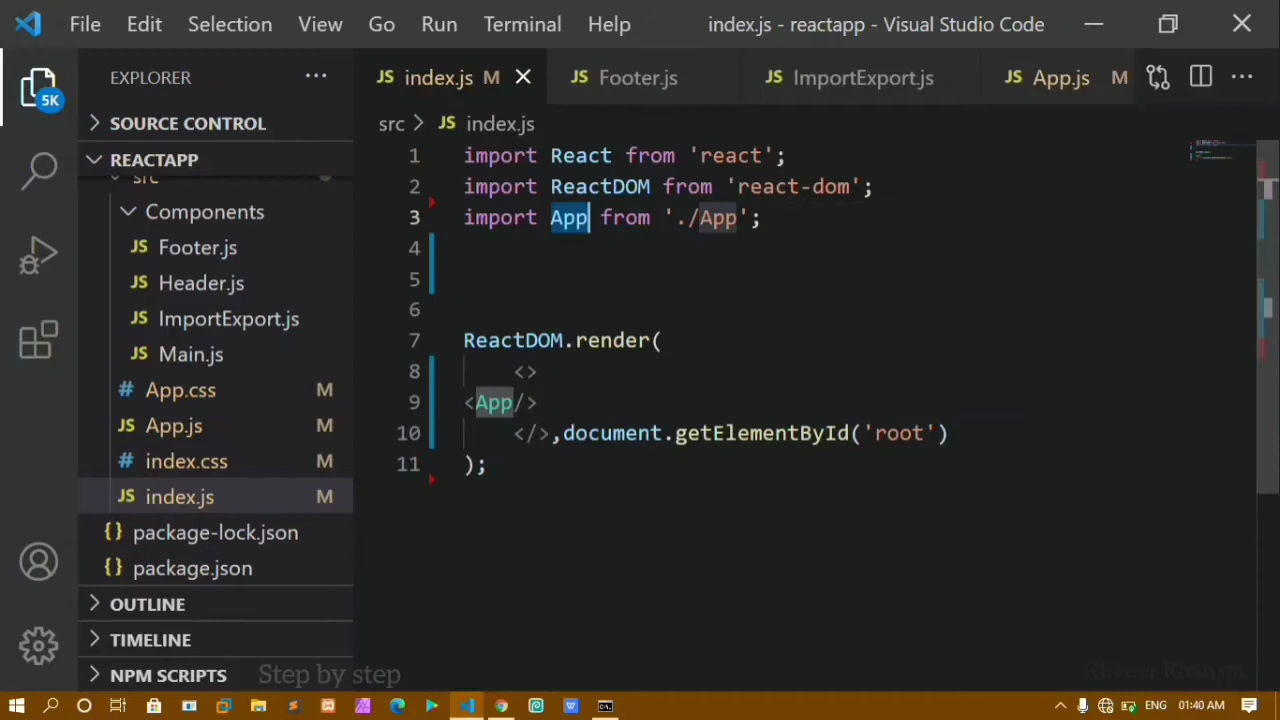 File Edit Selection View Go Run Terminal Help index.js - reactapp - Visual Studio Code
EXPLORER
5K
SOURCE CONTROL
REACTAPP
src
Components
JS Footer.js
JS Header.js
JS ImportExport.js
JS Main.js
# App.css M
JS App.js M
# index.css M
JS index.js M
{} package-lock.json
{} package.json
OUTLINE
TIMELINE
NPM SCRIPTS
JS index.js M JS Footer.js JS ImportExport.js JS App.js M
src > JS index.js
1 import React from 'react';
2 import ReactDOM from 'react-dom';
3 import App from './App';
4
5
6
7 ReactDOM.render(
8 <>
9 <App/>
10 </>,document.getElementById('root')
11 );
Step by step
ENG 01:40 AM